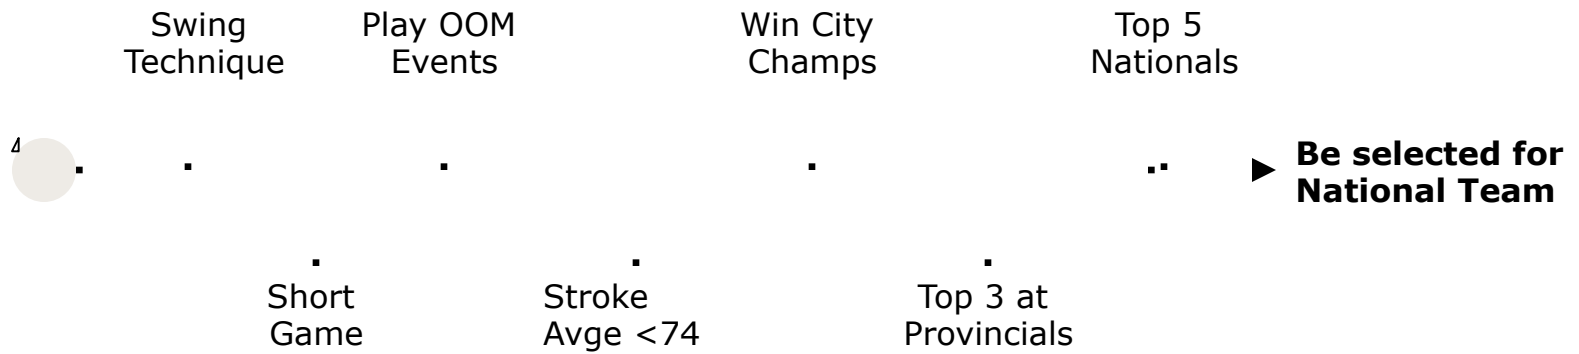 Swing
Technique
Play OOM
Events
Win City
Champs
Top 5
Nationals
Be selected for
National Team
Short
Game
Stroke
Avge <74
Top 3 at
Provincials